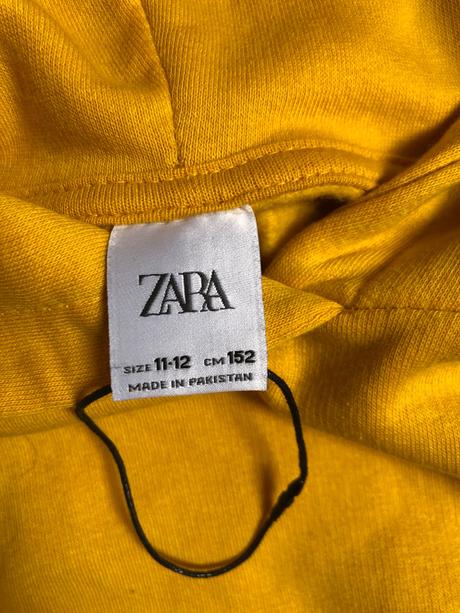 ZARA
SIZE 11-12 CM 152
MADE IN PAKISTAN